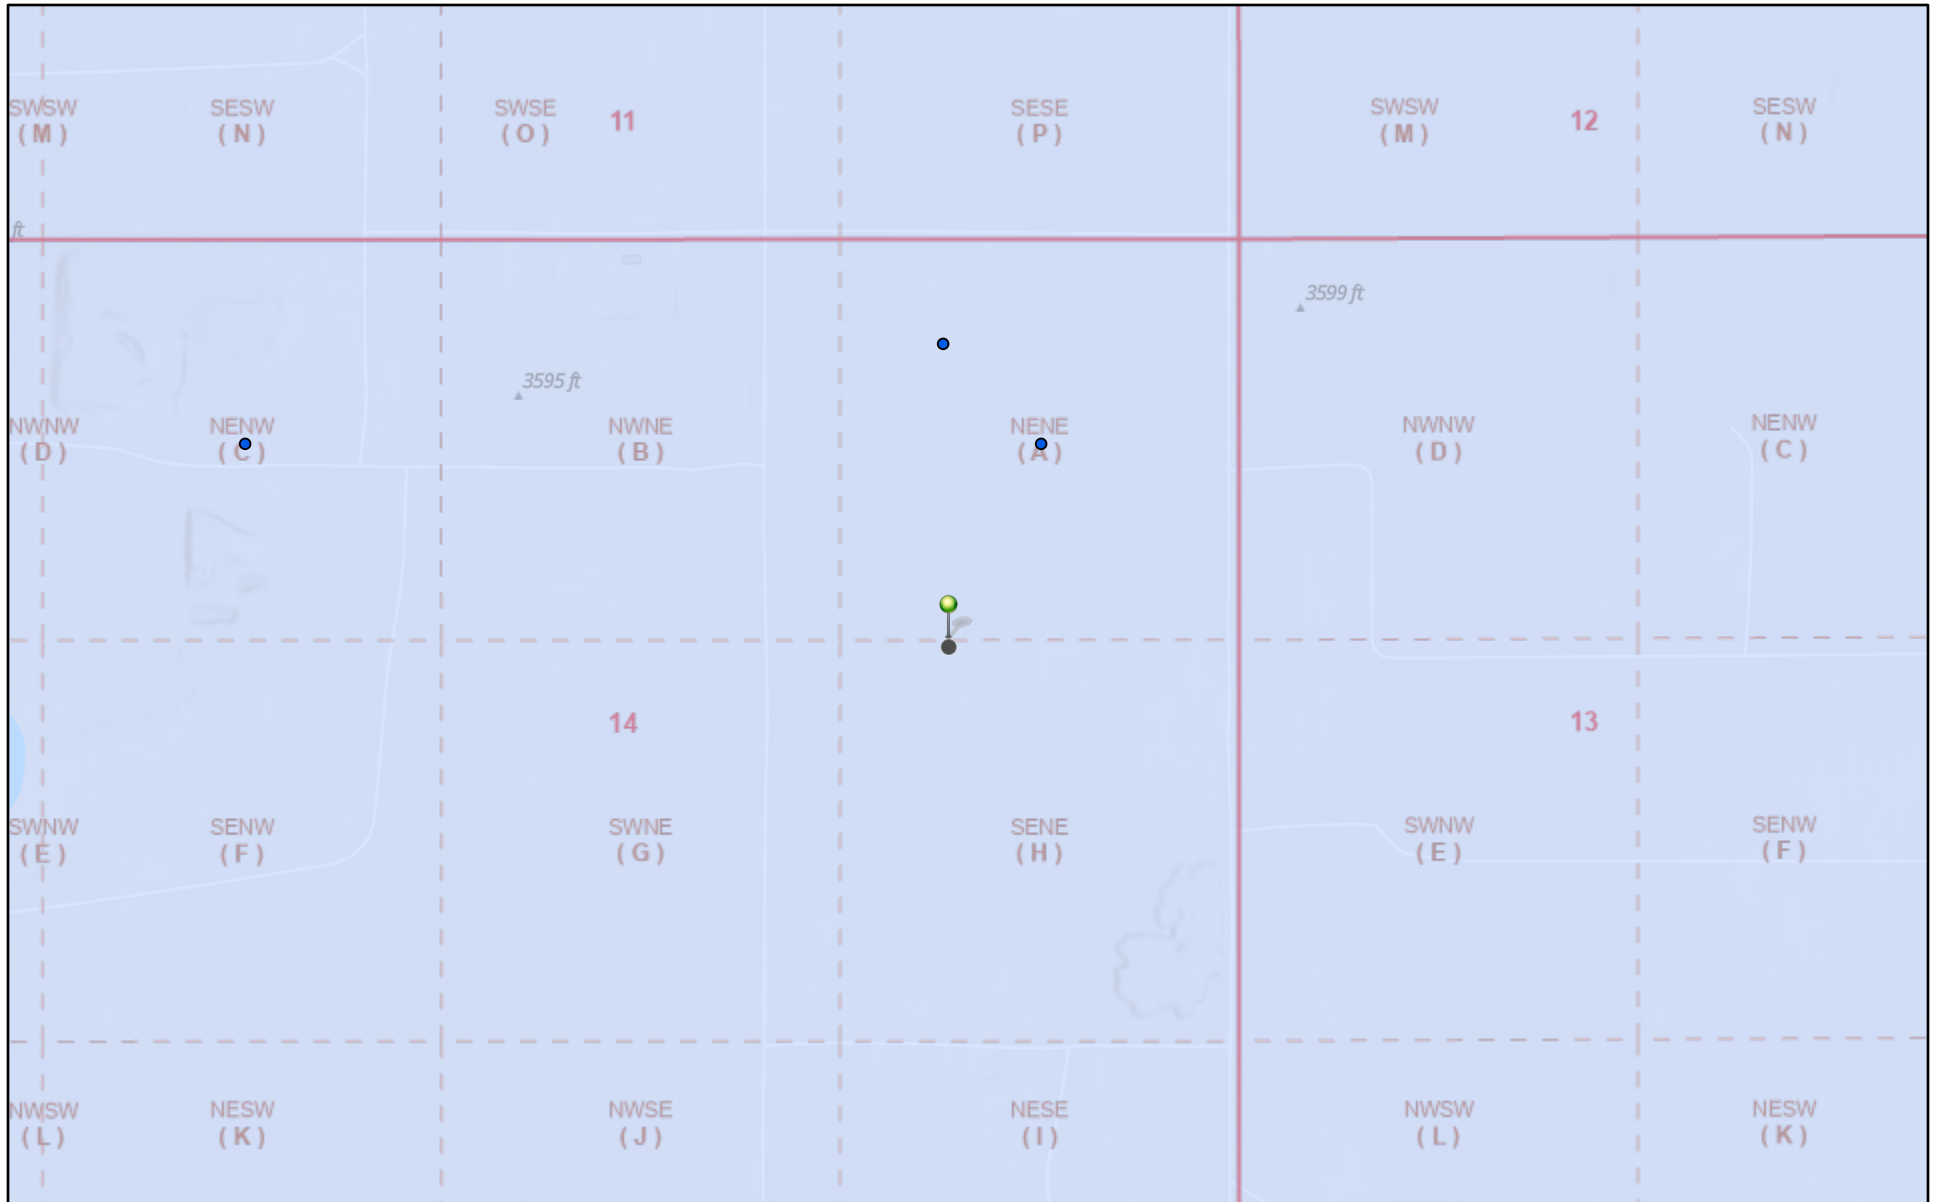 SWSW
(M)
SESW
(N)
SWSE
(O)
11
SESE
(P)
SWSW
(M)
12
SESW
(N)
ft
3599 ft
3595 ft
NWNW
(D)
NENW
(C)
NWNE
(B)
NENE
(A)
NWNW
(D)
NENW
(C)
14
13
SWNW
(E)
SENW
(F)
SWNE
(G)
SENE
(H)
SWNW
(E)
SENW
(F)
NWSW
(L)
NESW
(K)
NWSE
(J)
NESE
(I)
NWSW
(L)
NESW
(K)